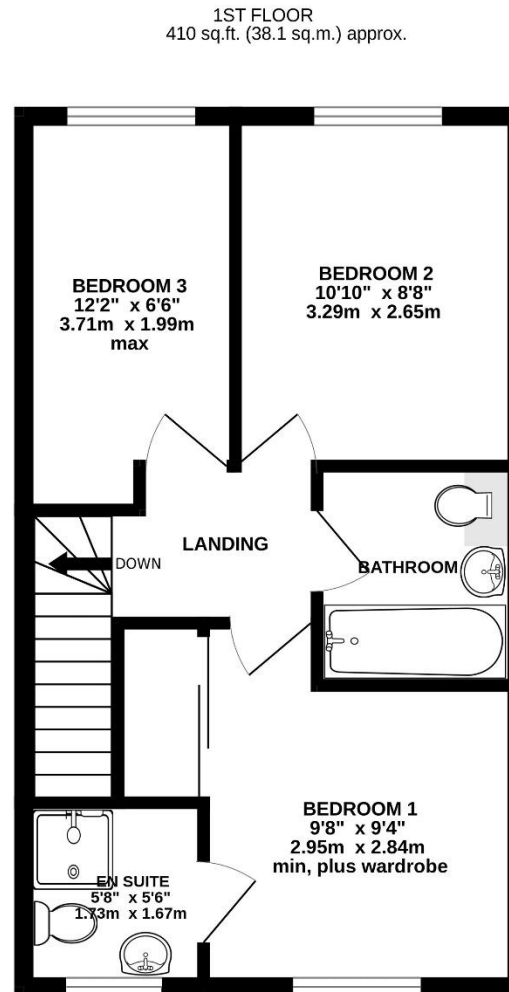 1ST FLOOR
410 sq.ft. (38.1 sq.m.) approx.
BEDROOM 3
12'2" x 6'6"
3.71m x 1.99m
max
BEDROOM 2
10'10" x 8'8"
3.29m x 2.65m
LANDING
DOWN
BATHROOM
BEDROOM 1
9'8" x 9'4"
2.95m x 2.84m
min, plus wardrobe
EN SUITE
5'8" x 5'6"
1.73m x 1.67m